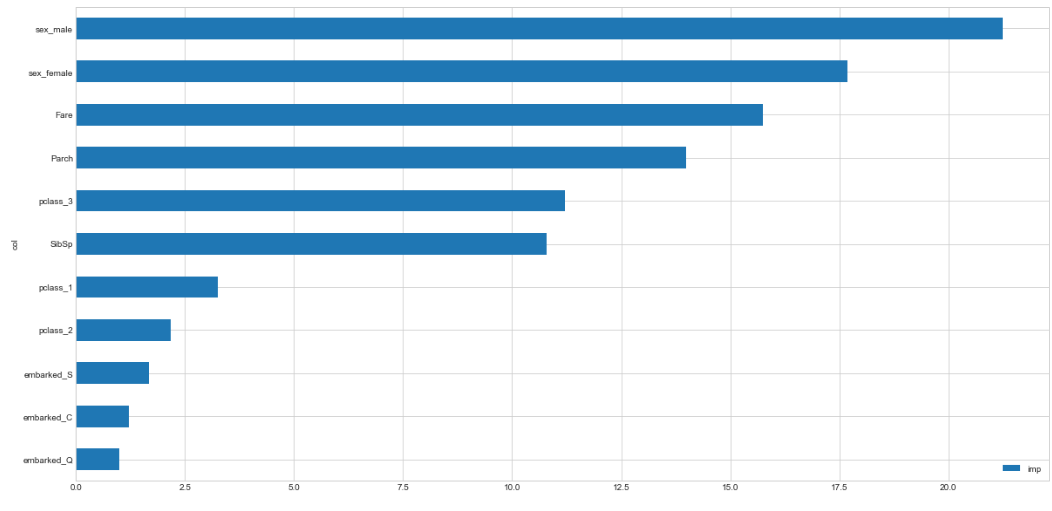 sex_male
sex_female
Fare
Parch
pclass_3
col
SibSp
pclass_1
pclass_2
embarked_S
embarked_C
embarked_Q
imp
0.0 2.5 5.0 7.5 10.0 12.5 15.0 17.5 20.0